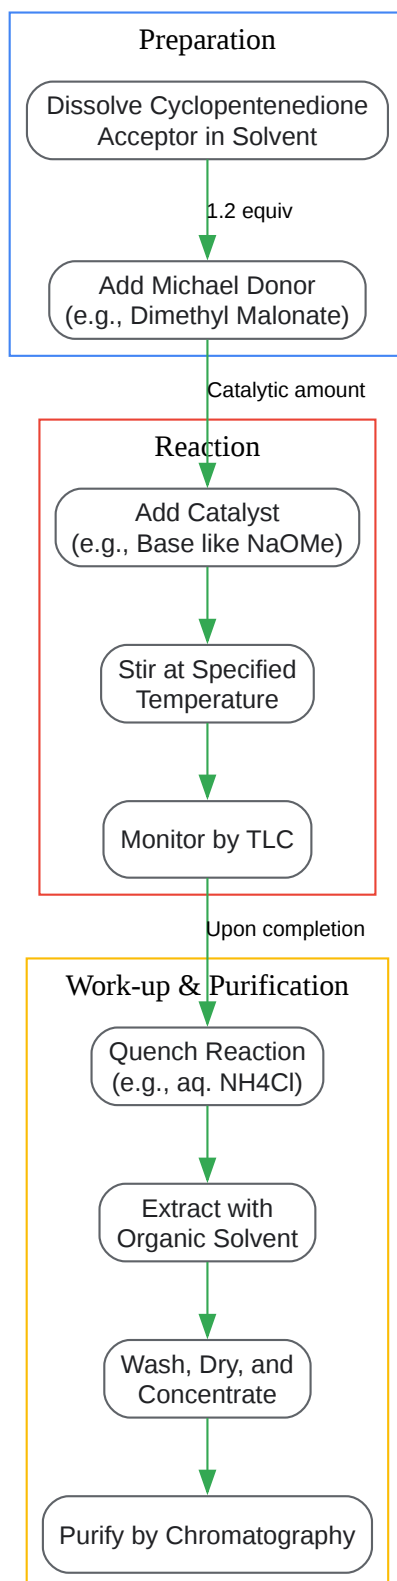 Preparation
Dissolve Cyclopentenedione
Acceptor in Solvent
1.2 equiv
Add Michael Donor
(e.g., Dimethyl Malonate)
Catalytic amount
Reaction
Add Catalyst
(e.g., Base like NaOMe)
Stir at Specified
Temperature
Monitor by TLC
Upon completion
Work-up & Purification
Quench Reaction
(e.g., aq. NH4Cl)
Extract with
Organic Solvent
Wash, Dry, and
Concentrate
Purify by Chromatography